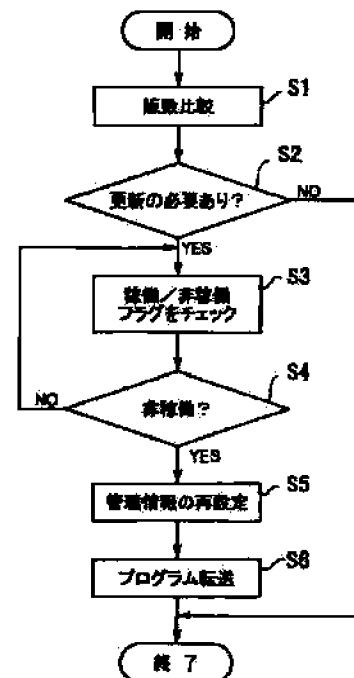 開始
S1
版数比較
S2
更新の必要あり?
NO
YES
S3
稼働/非稼働
フラグをチェック
S4
NO
非稼働?
YES
S5
管理情報の再設定
S6
プログラム転送
終了